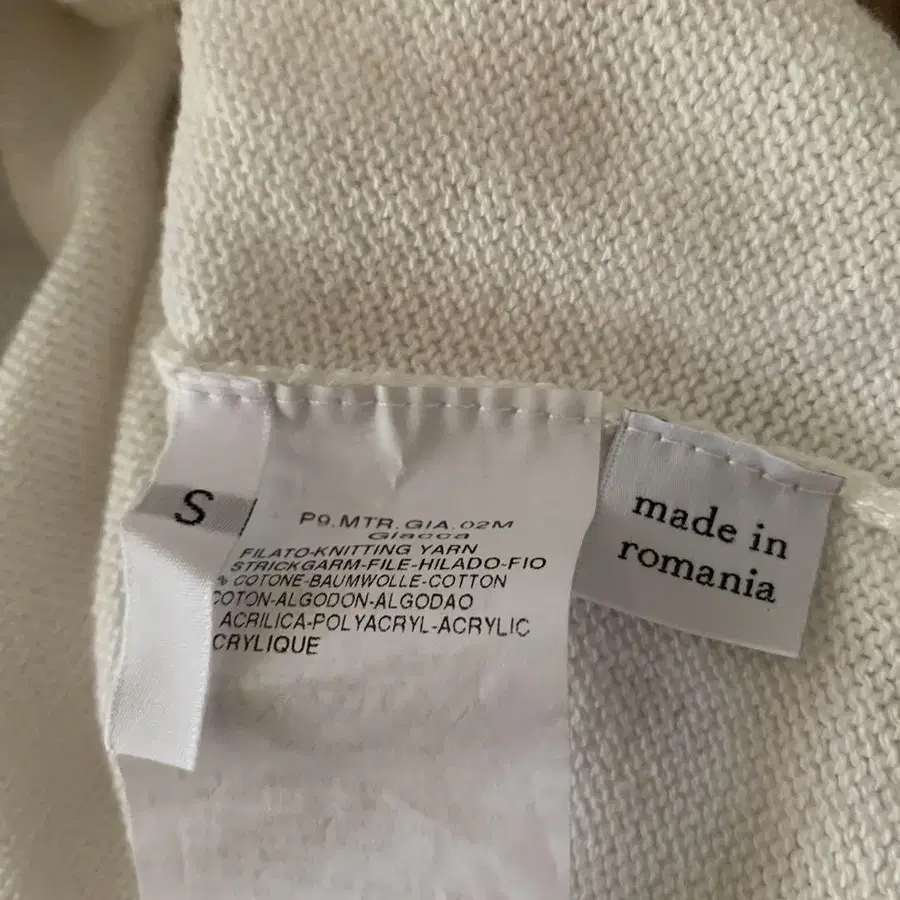 S
P9.MTR.GIA.02M
Giacca
FILATO-KNITTING YARN
STRICKGARM-FILE-HILADO-FIO
% COTONE-BAUMWOLLE-COTTON
COTON-ALGODON-ALGODAO
ACRILICA-POLYACRYL-ACRYLIC
CRYLIQUE
made in
romania